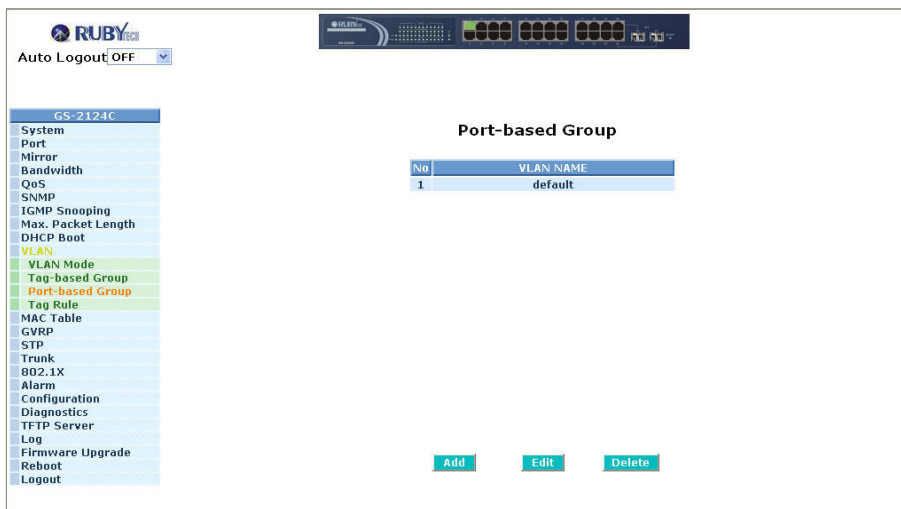 RUBYTECH
RUBYTECH
Auto Logout OFF
GS-2124C
System
Port
Mirror
Bandwidth
QoS
SNMP
IGMP Snooping
Max. Packet Length
DHCP Boot
VLAN
VLAN Mode
Tag-based Group
Port-based Group
Tag Rule
MAC Table
GVRP
STP
Trunk
802.1X
Alarm
Configuration
Diagnostics
TFTP Server
Log
Firmware Upgrade
Reboot
Logout
Port-based Group
No VLAN NAME
1 default
Add Edit Delete